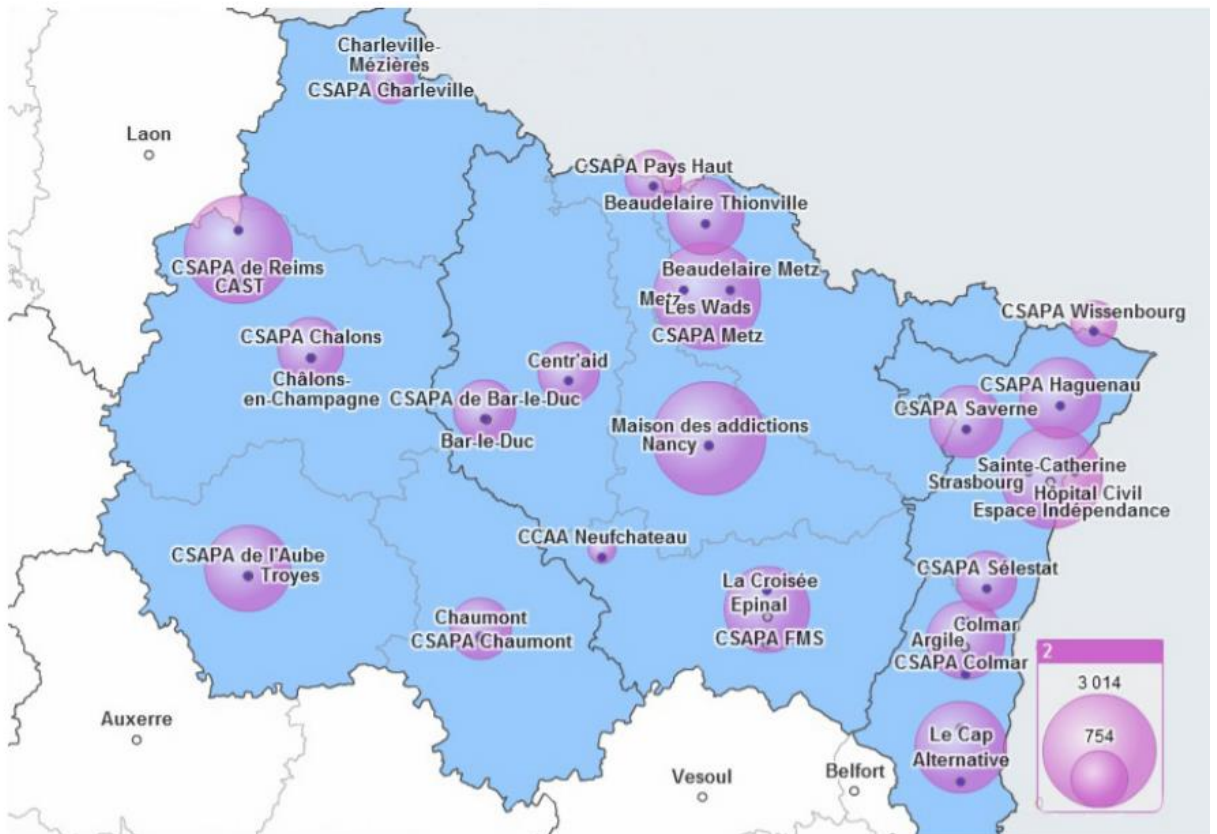 Charleville-
Mézières
CSAPA Charleville
Laon
CSAPA Pays Haut
Beaudelaire Thionville
CSAPA de Reims
CAST
Beaudelaire Metz
Metz
Les Wads
CSAPA Metz
CSAPA Wissenbourg
CSAPA Chalons
Châlons-
en-Champagne
Centr'aid
CSAPA de Bar-le-Duc
Bar-le-Duc
CSAPA Haguenau
CSAPA Saverne
Maison des addictions
Nancy
Sainte-Catherine
Strasbourg
Hôpital Civil
Espace Indépendance
CCAA Neufchateau
CSAPA de l'Aube
Troyes
CSAPA Sélestat
La Croisée
Epinal
CSAPA FMS
Chaumont
CSAPA Chaumont
Colmar
Argile
CSAPA Colmar
2
3 014
754
Auxerre
Le Cap
Alternative
Vesoul
Belfort
0